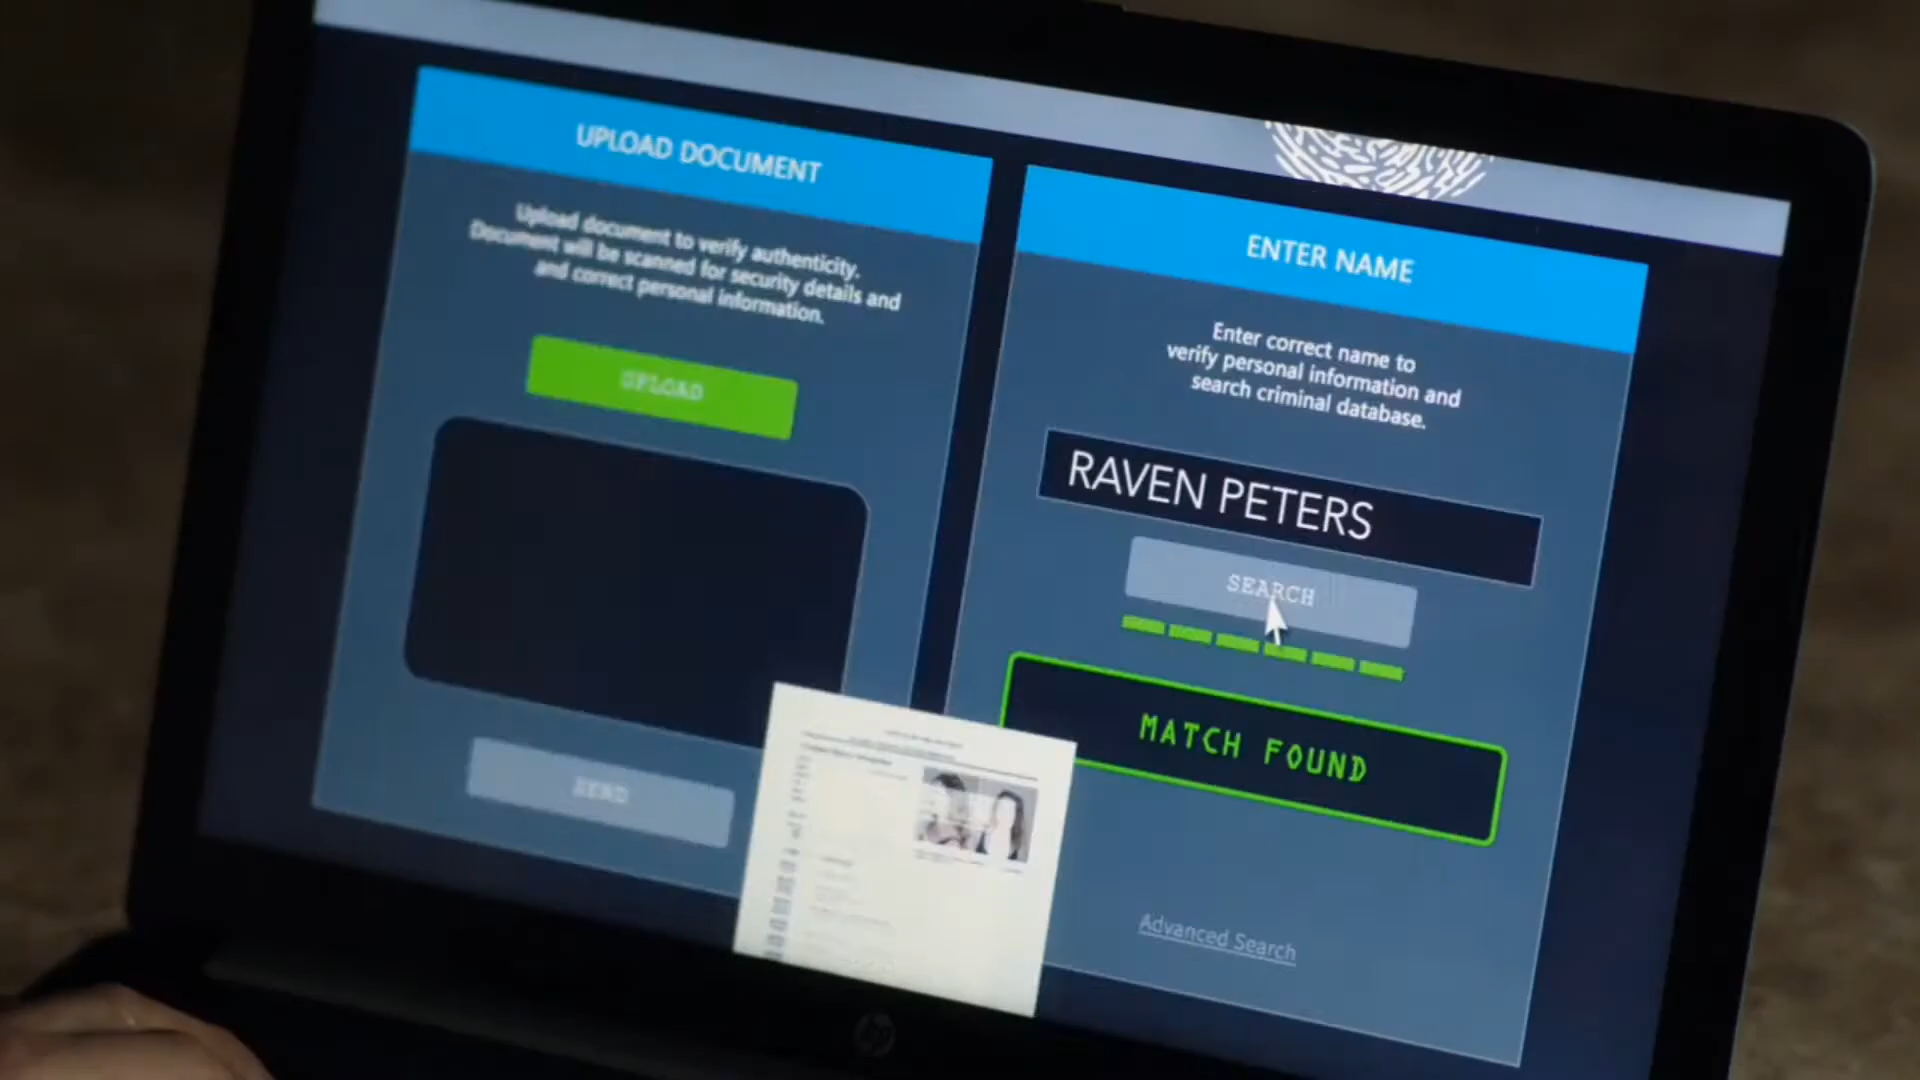 UPLOAD DOCUMENT
Upload document to verify authenticity.
Document will be scanned for security details and
and correct personal information.
UPLOAD
SEND
ENTER NAME
Enter correct name to
verify personal information and
search criminal database.
RAVEN PETERS
SEARCH
MATCH FOUND
Advanced Search
hp